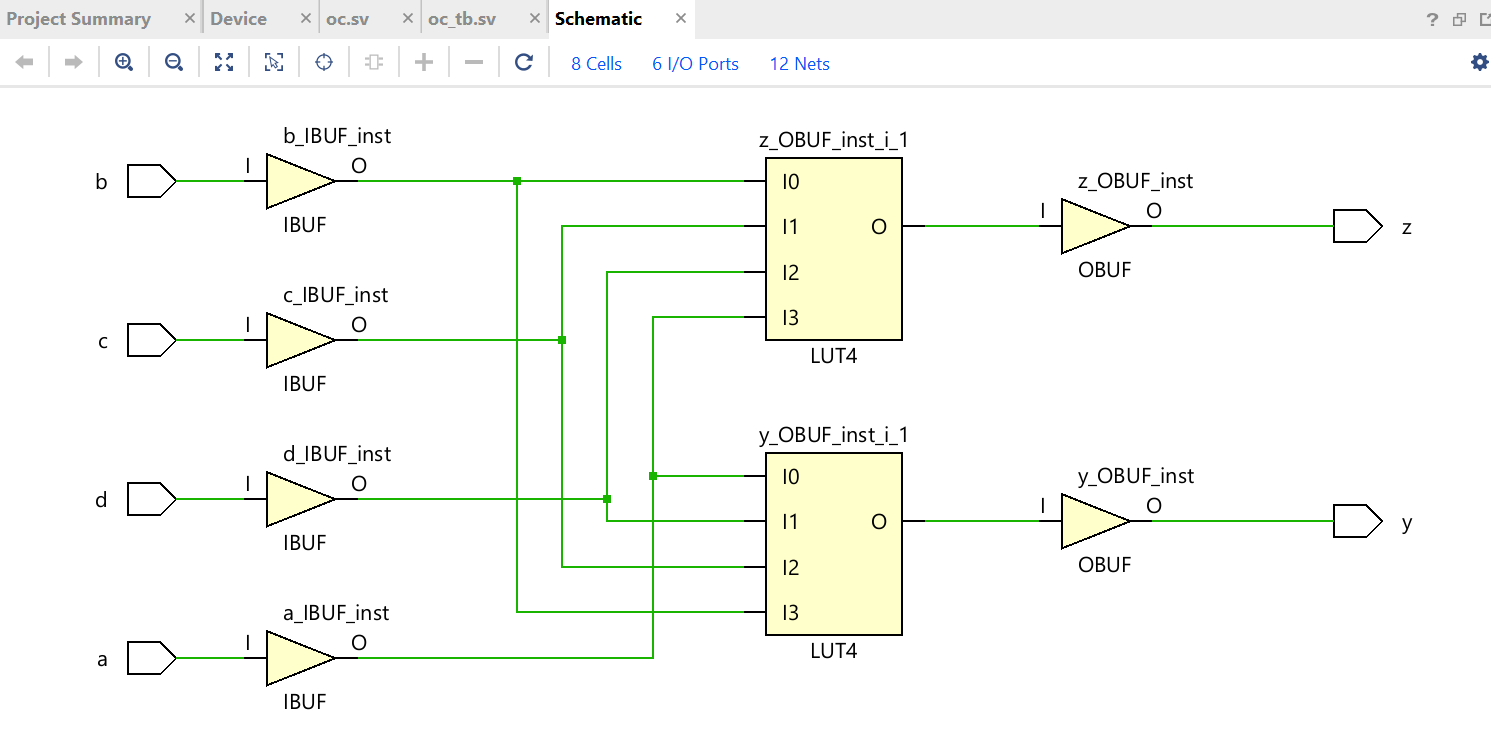 Project Summary × Device × oc.sv × oc_tb.sv × Schematic × ?
8 Cells 6 I/O Ports 12 Nets
b_IBUF_inst
b I O
IBUF
c_IBUF_inst
c I O
IBUF
d_IBUF_inst
d I O
IBUF
a_IBUF_inst
a I O
IBUF
z_OBUF_inst_i_1
I0
I1 O
I2
I3
LUT4
y_OBUF_inst_i_1
I0
I1 O
I2
I3
LUT4
z_OBUF_inst
I O z
OBUF
y_OBUF_inst
I O y
OBUF